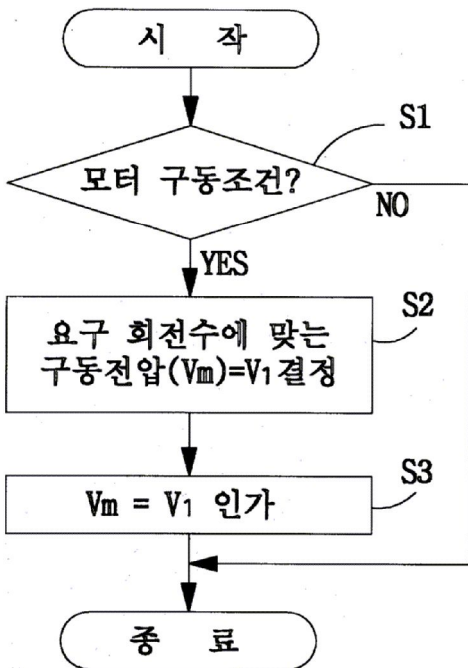 시 작
S1
모터 구동조건?
NO
YES
S2
요구 회전수에 맞는
구동전압(Vm)=V₁결정
S3
Vm = V₁ 인가
종 료